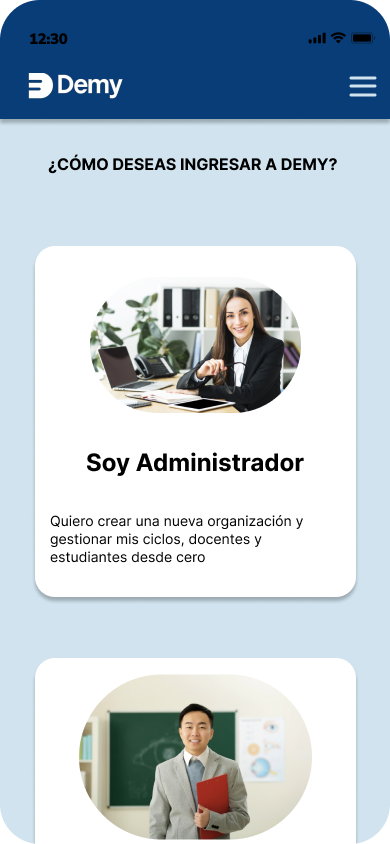 12:30
Demy
¿CÓMO DESEAS INGRESAR A DEMY?
Soy Administrador
Quiero crear una nueva organización y
gestionar mis ciclos, docentes y
estudiantes desde cero